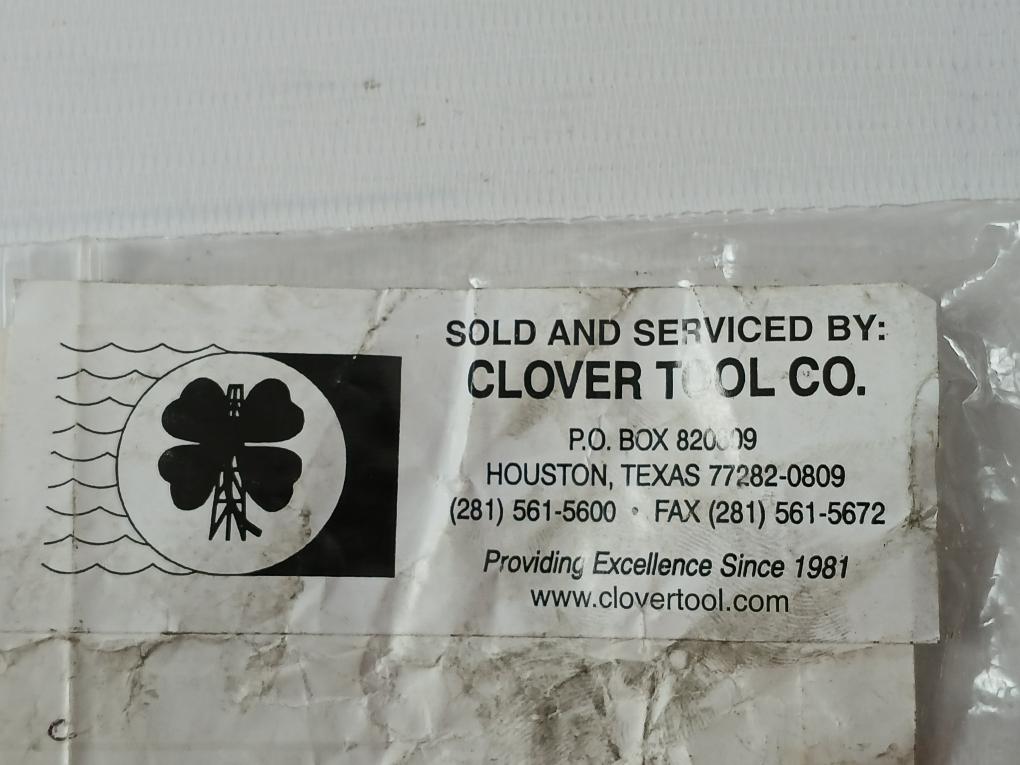 SOLD AND SERVICED BY:
CLOVER TOOL CO.
P.O. BOX 820809
HOUSTON, TEXAS 77282-0809
(281) 561-5600 • FAX (281) 561-5672
Providing Excellence Since 1981
www.clovertool.com
C